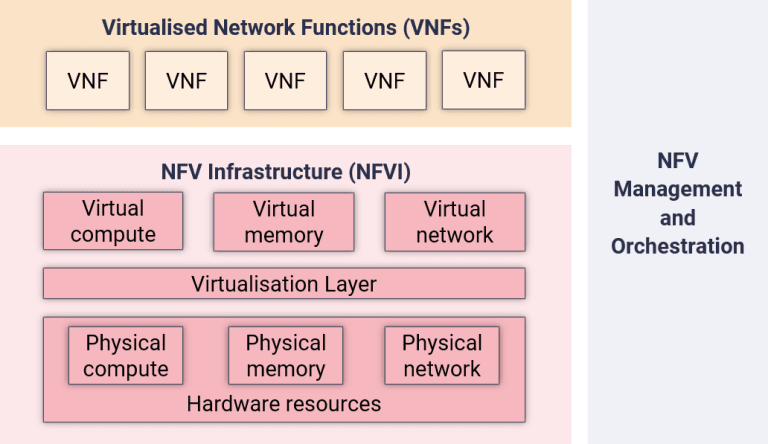 Virtualised Network Functions (VNFs)
VNF VNF VNF VNF VNF
NFV Infrastructure (NFVI)
Virtual
compute
Virtual
memory
Virtual
network
Virtualisation Layer
Physical
compute
Physical
memory
Physical
network
Hardware resources
NFV
Management
and
Orchestration